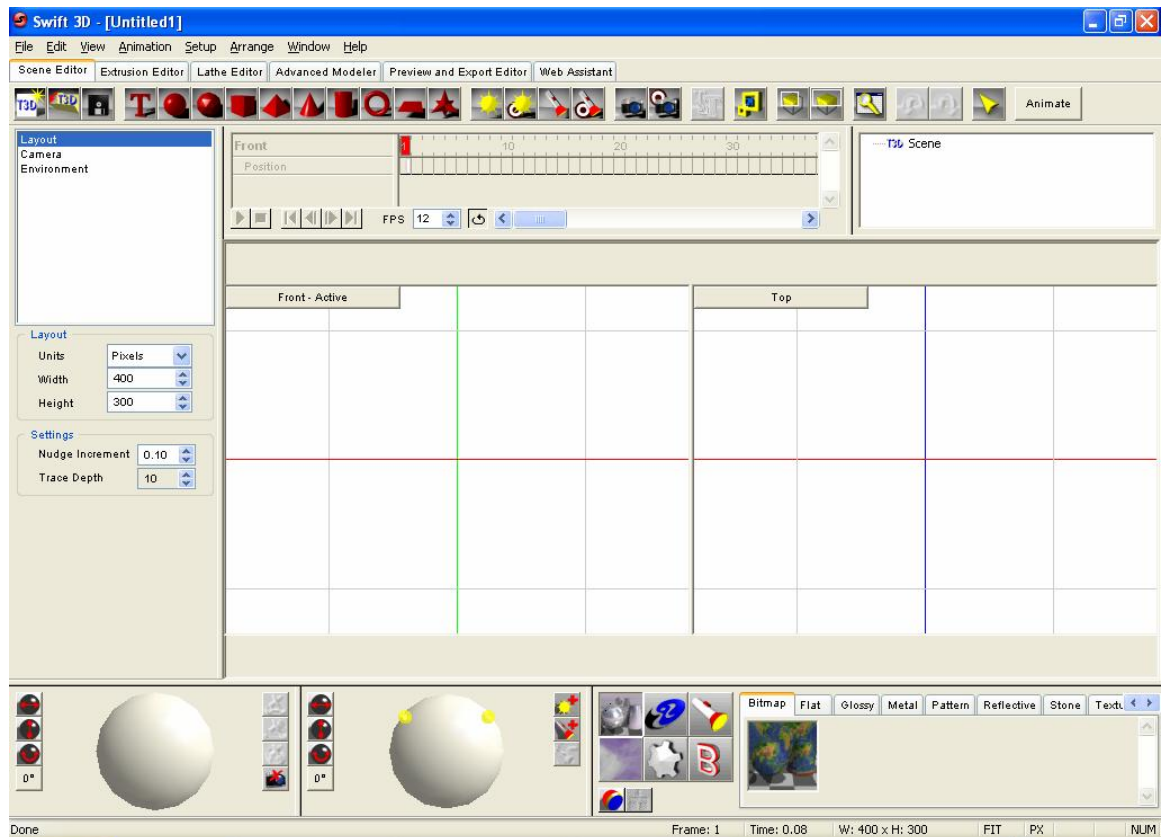 Swift 3D - [Untitled1]
File Edit View Animation Setup Arrange Window Help
Scene Editor Extrusion Editor Lathe Editor Advanced Modeler Preview and Export Editor Web Assistant
T3D T3D Animate
Layout
Camera
Environment
Front 1 10 20 30
Position
FPS 12
T3D Scene
Front - Active
Top
Layout
Units Pixels
Width 400
Height 300
Settings
Nudge Increment 0.10
Trace Depth 10
0°
0°
B
Bitmap Flat Glossy Metal Pattern Reflective Stone Textu
Done Frame: 1 Time: 0.08 W: 400 x H: 300 FIT PX NUM